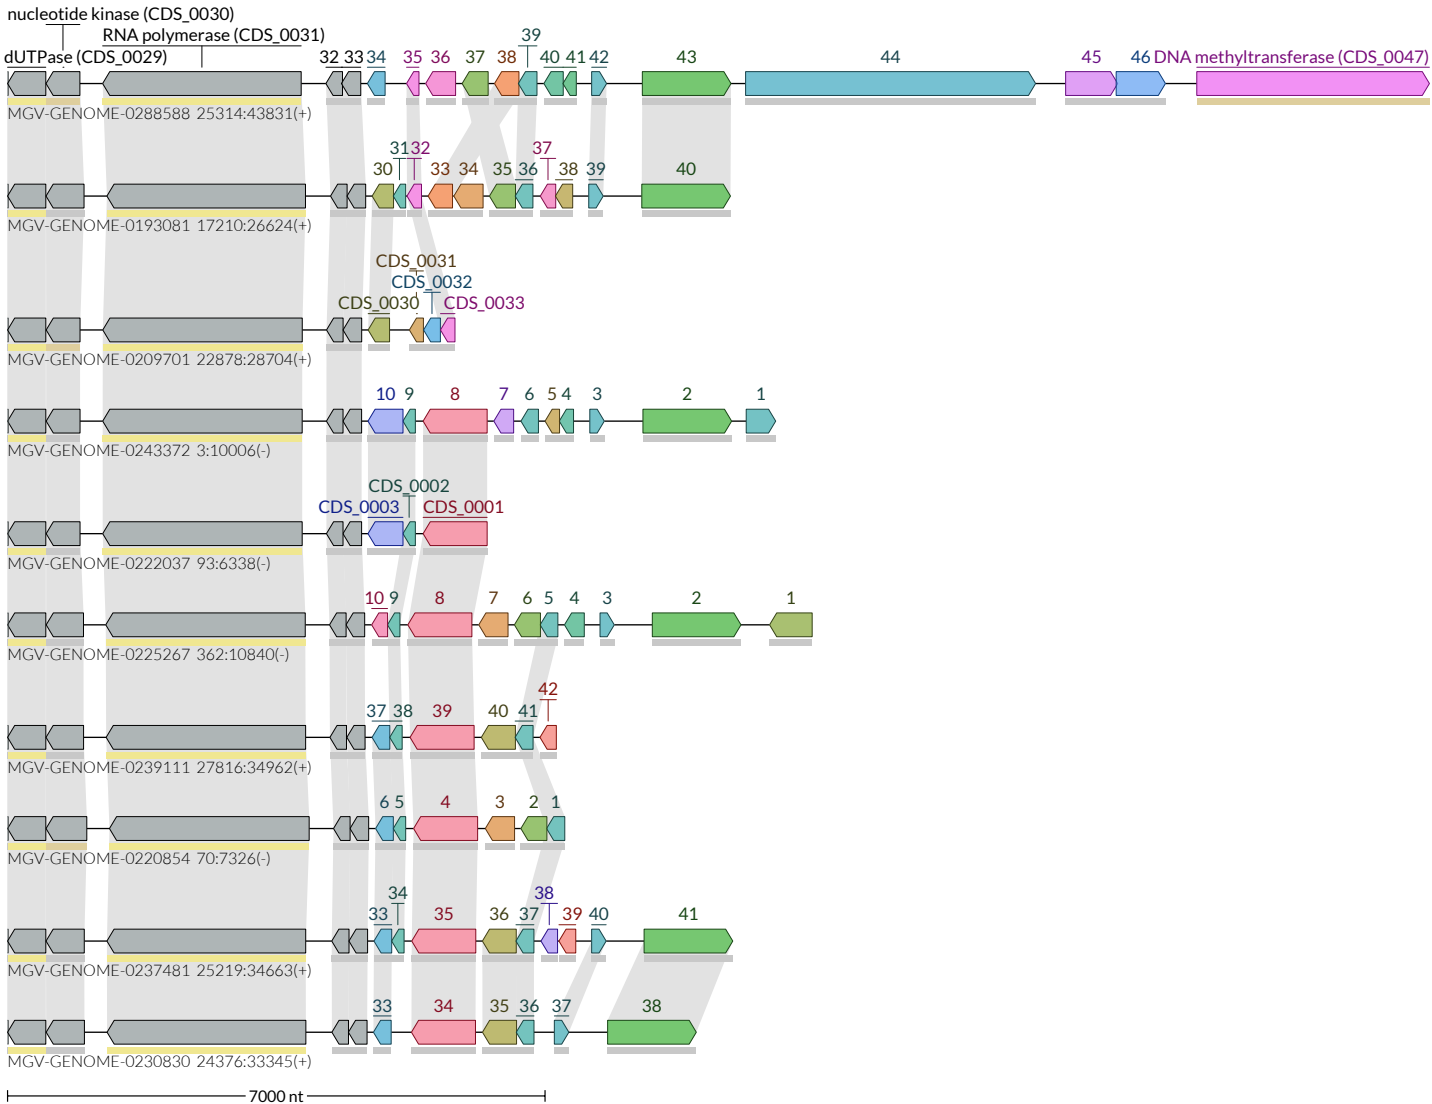 nucleotide kinase (CDS_0030)
RNA polymerase (CDS_0031)
dUTPase (CDS_0029) 32 33 34 35 36 37 38 39 40 41 42 43 44 45 46 DNA methyltransferase (CDS_0047)
MGV-GENOME-0288588 25314:43831(+)
30 31 32 33 34 35 36 37 38 39 40
MGV-GENOME-0193081 17210:26624(+)
CDS_0031
CDS_0032
CDS_0030 CDS_0033
MGV-GENOME-0209701 22878:28704(+)
10 9 8 7 6 5 4 3 2 1
MGV-GENOME-0243372 3:10006(-)
CDS_0002
CDS_0003 CDS_0001
MGV-GENOME-0222037 93:6338(-)
10 9 8 7 6 5 4 3 2 1
MGV-GENOME-0225267 362:10840(-)
42
37 38 39 40 41
MGV-GENOME-0239111 27816:34962(+)
6 5 4 3 2 1
MGV-GENOME-0220854 70:7326(-)
34 38
33 35 36 37 39 40 41
MGV-GENOME-0237481 25219:34663(+)
33 34 35 36 37 38
MGV-GENOME-0230830 24376:33345(+)
7000 nt